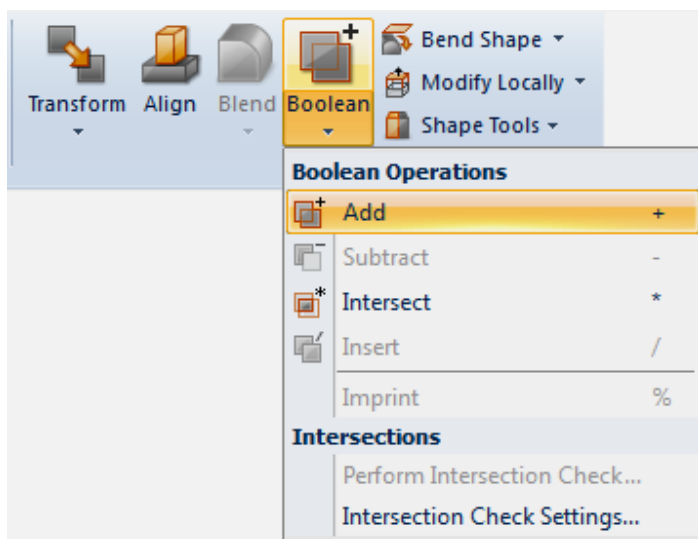 Transform Align Blend Boolean
Bend Shape
Modify Locally
Shape Tools
Boolean Operations
Add +
Subtract -
Intersect *
Insert /
Imprint %
Intersections
Perform Intersection Check...
Intersection Check Settings...